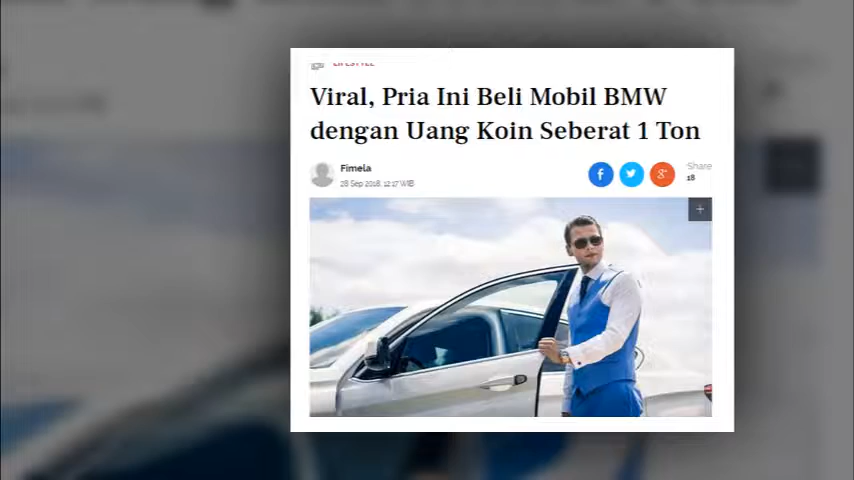 LIFESTYLE
Viral, Pria Ini Beli Mobil BMW
dengan Uang Koin Seberat 1 Ton
Fimela
28 Sep 2018, 12:17 WIB
Share
18